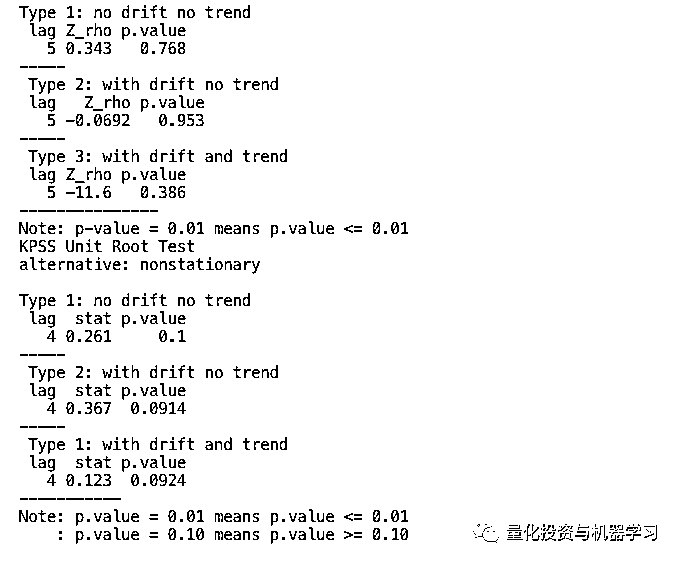 Type 1: no drift no trend
lag Z_rho p.value
5 0.343 0.768
-----
Type 2: with drift no trend
lag Z_rho p.value
5 -0.0692 0.953
-----
Type 3: with drift and trend
lag Z_rho p.value
5 -11.6 0.386
---------------
Note: p-value = 0.01 means p.value <= 0.01
KPSS Unit Root Test
alternative: nonstationary
Type 1: no drift no trend
lag stat p.value
4 0.261 0.1
-----
Type 2: with drift no trend
lag stat p.value
4 0.367 0.0914
-----
Type 1: with drift and trend
lag stat p.value
4 0.123 0.0924
-----------
Note: p.value = 0.01 means p.value <= 0.01
: p.value = 0.10 means p.value >= 0.10
量化投资与机器学习